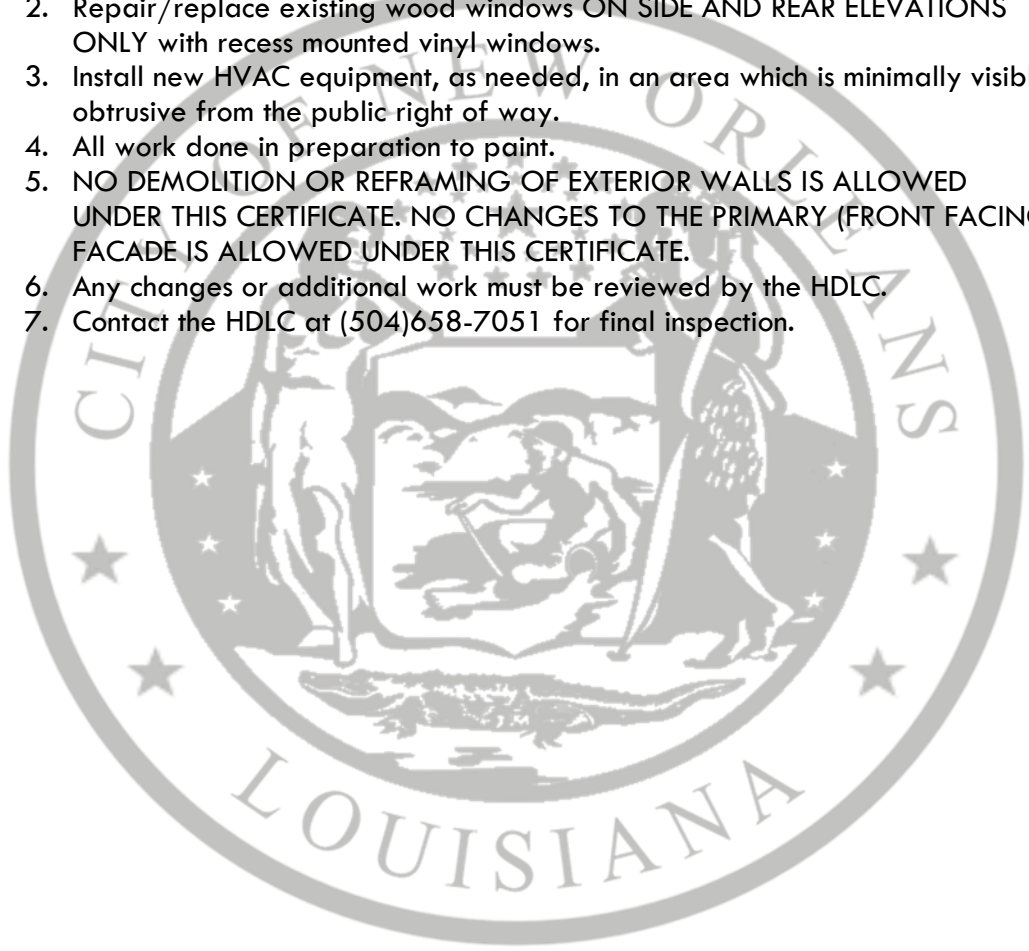 2. Repair/replace existing wood windows ON SIDE AND REAR ELEVATIONS
ONLY with recess mounted vinyl windows.
3. Install new HVAC equipment, as needed, in an area which is minimally
obtrusive from the public right of way.
4. All work done in preparation to paint.
5. NO DEMOLITION OR REFRAMING OF EXTERIOR WALLS IS ALLOWED
UNDER THIS CERTIFICATE. NO CHANGES TO THE PRIMARY (FRONT
FACADE IS ALLOWED UNDER THIS CERTIFICATE.
6. Any changes or additional work must be reviewed by the HDLC.
7. Contact the HDLC at (504)658-7051 for final inspection.
CITY OF NEW ORLEANS
LOUISIANA